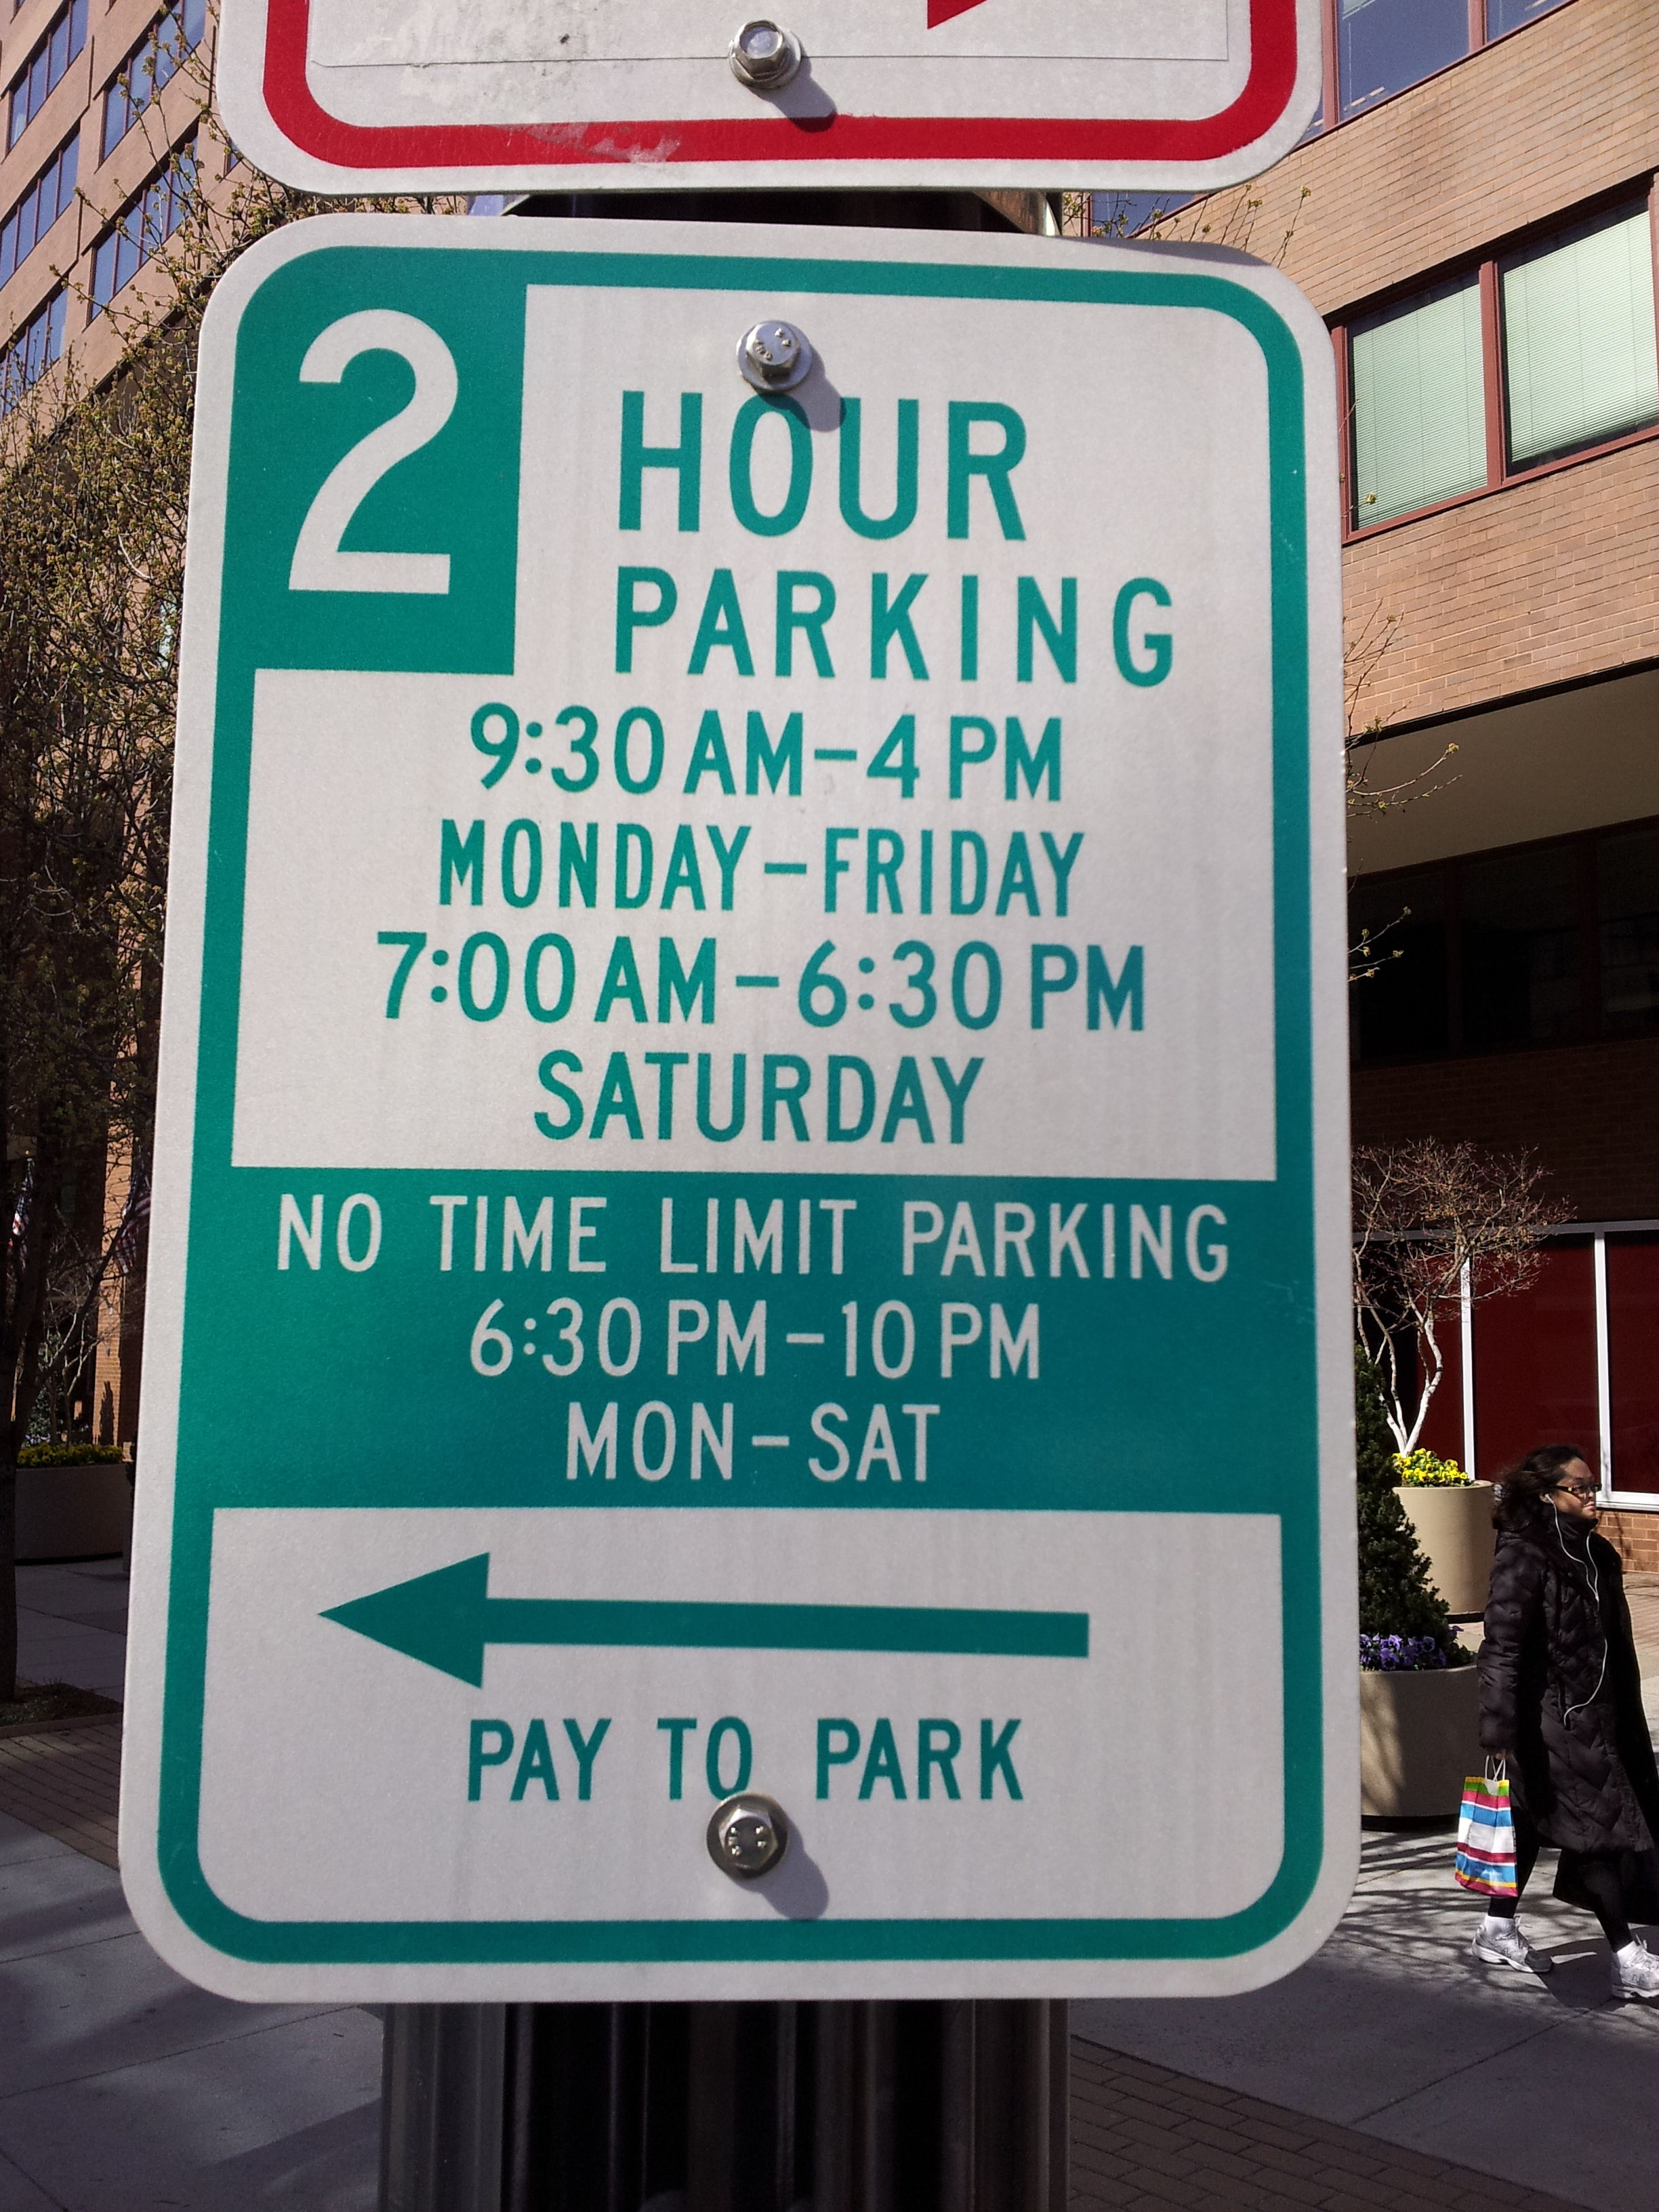 2 HOUR
PARKING
9:30 AM-4 PM
MONDAY-FRIDAY
7:00 AM-6:30 PM
SATURDAY
NO TIME LIMIT PARKING
6:30 PM-10 PM
MON-SAT
PAY TO PARK